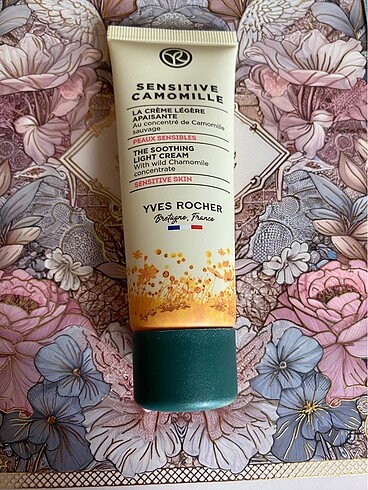 SENSITIVE
CAMOMILLE
LA CRÈME LÉGÈRE
APAISANTE
Au concentré de Camomille
sauvage
PEAUX SENSIBLES
THE SOOTHING
LIGHT CREAM
With wild Chamomile
concentrate
SENSITIVE SKIN
YVES ROCHER
Bretagne, France